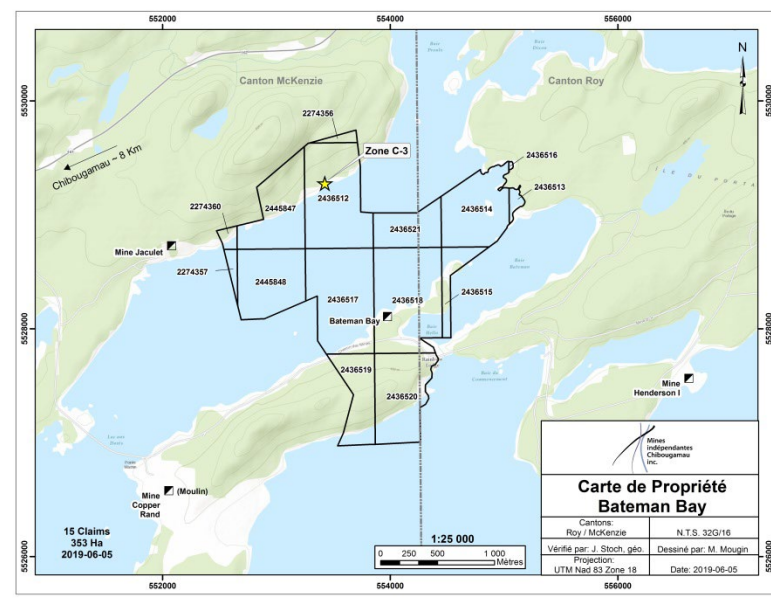 552000
554000
556000
5530000
5530000
N
Canton McKenzie
Canton Roy
2274356
Zone C-3
2436516
Chibougamau ~ 8 Km
2436513
2274360
2445847
2436512
2436514
2436521
Mine Jaculet
2274357
2445848
2436517
2436518
2436515
Bateman Bay
5528000
5528000
2436519
2436520
Mine
Henderson I
Mine
Copper
Rand
(Moulin)
Mines
indépendantes
Chibougamau
inc.
Carte de Propriété
Bateman Bay
Cantons:
Roy / McKenzie
N.T.S. 32G/16
Vérifié par: J. Stoch, géo.
Dessiné par: M. Mougin
Projection:
UTM Nad 83 Zone 18
Date: 2019-06-05
15 Claims
353 Ha
2019-06-05
1:25 000
0 250 500 1 000
Mètres
5526000
5526000
552000
554000
556000